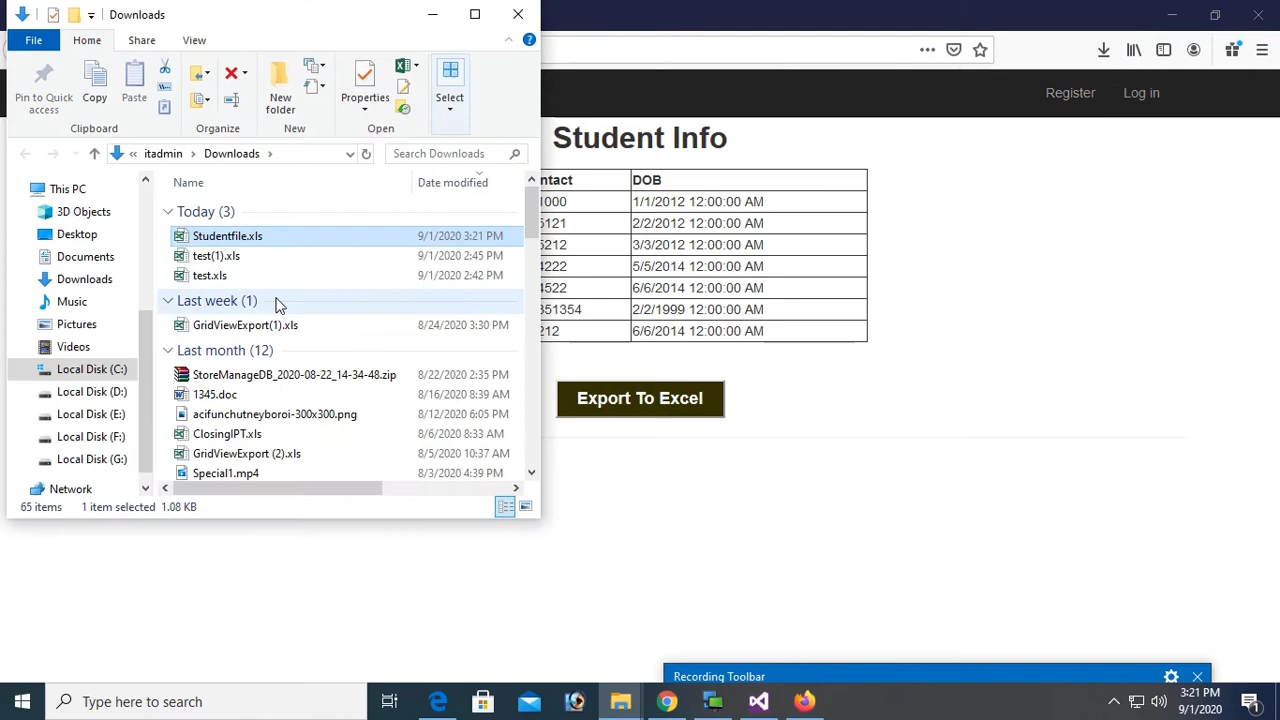 Downloads
File Home Share View
Pin to Quick access
Copy
Paste
New folder
Properties
Select
Clipboard Organize New Open
« itadmin > Downloads >
Search Downloads
Name Date modified
This PC
3D Objects
Desktop
Documents
Downloads
Music
Pictures
Videos
Local Disk (C:)
Local Disk (D:)
Local Disk (E:)
Local Disk (F:)
Local Disk (G:)
Network
Today (3)
Studentfile.xls 9/1/2020 3:21 PM
test(1).xls 9/1/2020 2:45 PM
test.xls 9/1/2020 2:42 PM
Last week (1)
GridViewExport(1).xls 8/24/2020 3:30 PM
Last month (12)
StoreManageDB_2020-08-22_14-34-48.zip 8/22/2020 2:35 PM
1345.doc 8/16/2020 8:39 AM
acifunchutneyboroi-300x300.png 8/12/2020 6:05 PM
ClosingIPT.xls 8/6/2020 8:33 AM
GridViewExport (2).xls 8/5/2020 10:37 AM
Special1.mp4 8/3/2020 4:39 PM
65 items 1 item selected 1.08 KB
Register Log in
Student Info
ntact DOB
1000 1/1/2012 12:00:00 AM
5121 2/2/2012 12:00:00 AM
5212 3/3/2012 12:00:00 AM
4222 5/5/2014 12:00:00 AM
4522 6/6/2014 12:00:00 AM
351354 2/2/1999 12:00:00 AM
212 6/6/2014 12:00:00 AM
Export To Excel
Recording Toolbar
Type here to search
3:21 PM
9/1/2020
1